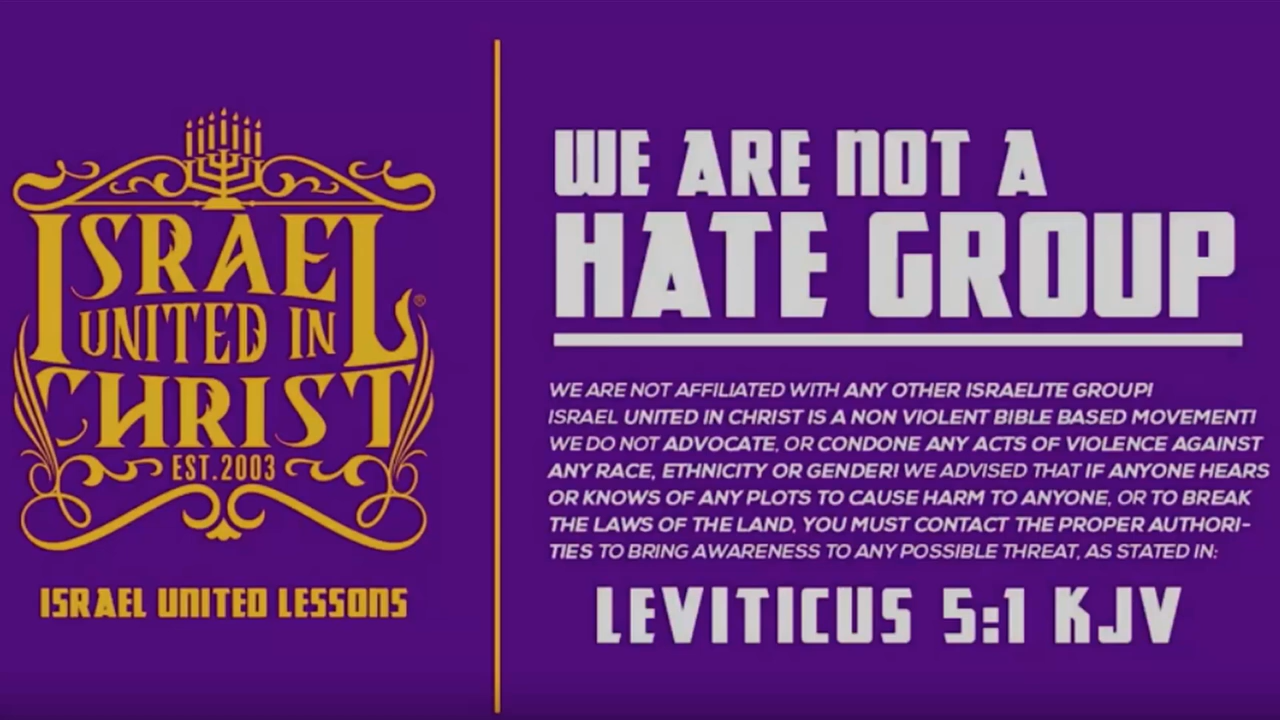 ISRAEL
UNITED IN
CHRIST
®
EST.2003
ISRAEL UNITED LESSONS
WE ARE NOT A
HATE GROUP
WE ARE NOT AFFILIATED WITH ANY OTHER ISRAELITE GROUP!
ISRAEL UNITED IN CHRIST IS A NON VIOLENT BIBLE BASED MOVEMENT!
WE DO NOT ADVOCATE, OR CONDONE ANY ACTS OF VIOLENCE AGAINST
ANY RACE, ETHNICITY OR GENDER! WE ADVISED THAT IF ANYONE HEARS
OR KNOWS OF ANY PLOTS TO CAUSE HARM TO ANYONE, OR TO BREAK
THE LAWS OF THE LAND, YOU MUST CONTACT THE PROPER AUTHORI-
TIES TO BRING AWARENESS TO ANY POSSIBLE THREAT, AS STATED IN:
LEVITICUS 5:1 KJV